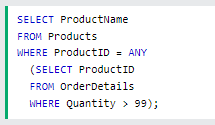 SELECT ProductName
FROM Products
WHERE ProductID = ANY
(SELECT ProductID
FROM OrderDetails
WHERE Quantity > 99);